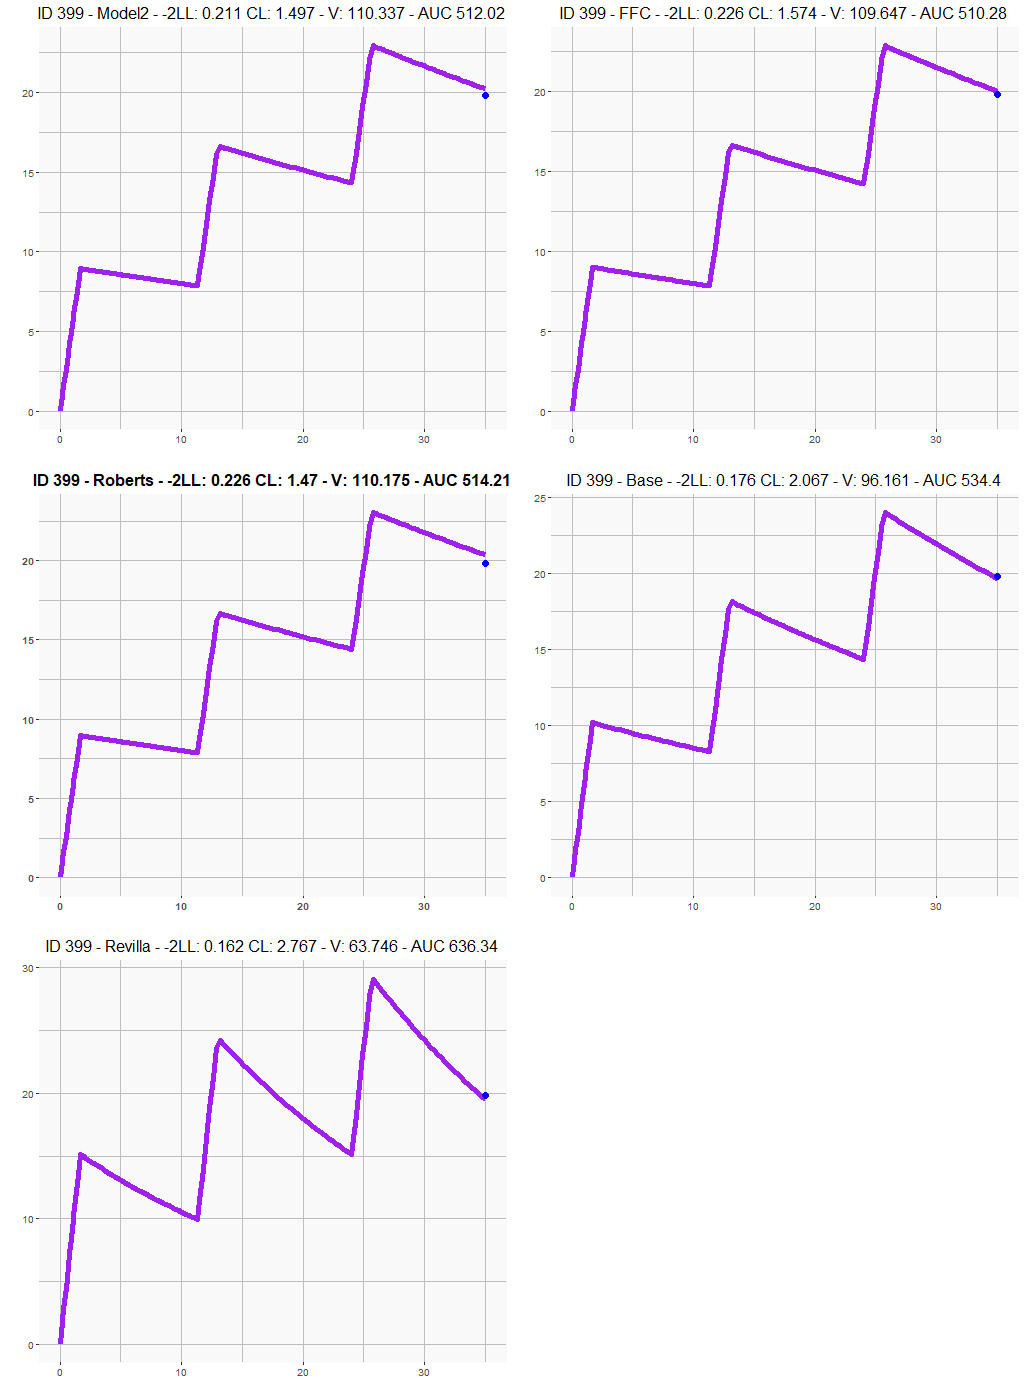 ID 399 - Model2 - -2LL: 0.211 CL: 1.497 - V: 110.337 - AUC 512.02
20
15
10
5
0
0 10 20 30
ID 399 - FFC - -2LL: 0.226 CL: 1.574 - V: 109.647 - AUC 510.28
20
15
10
5
0
0 10 20 30
ID 399 - Roberts - -2LL: 0.226 CL: 1.47 - V: 110.175 - AUC 514.21
20
15
10
5
0
0 10 20 30
ID 399 - Base - -2LL: 0.176 CL: 2.067 - V: 96.161 - AUC 534.4
25
20
15
10
5
0
0 10 20 30
ID 399 - Revilla - -2LL: 0.162 CL: 2.767 - V: 63.746 - AUC 636.34
30
20
10
0
0 10 20 30